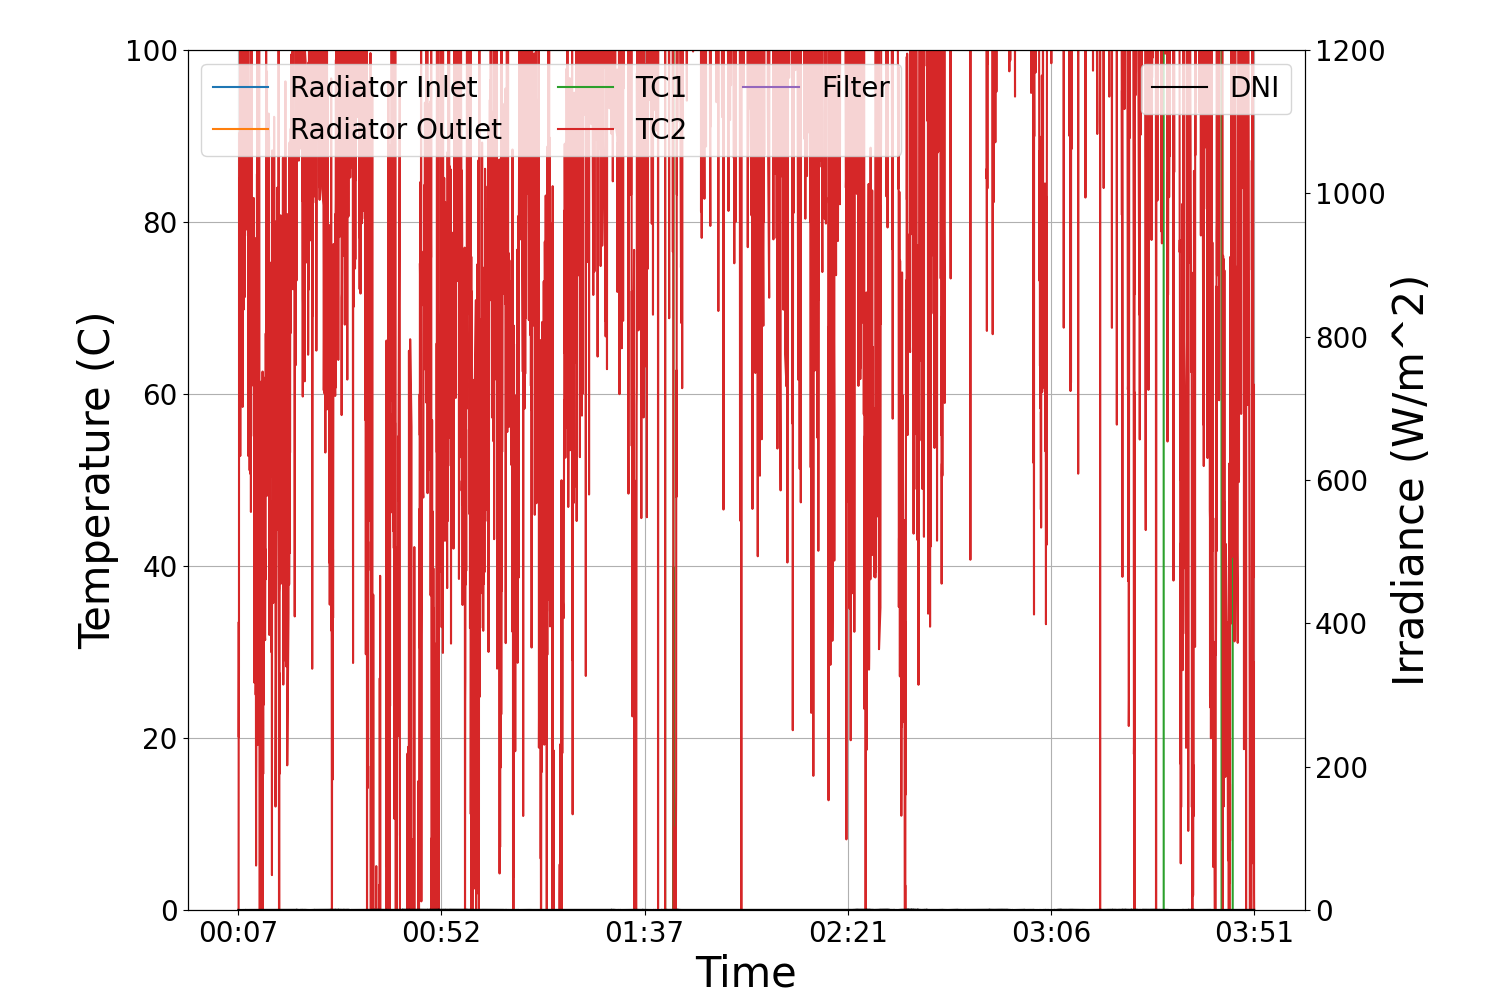 100
80
60
40
20
0
Temperature (C)
Radiator Inlet
Radiator Outlet
TC1
TC2
Filter
DNI
1200
1000
800
600
400
200
0
Irradiance (W/m^2)
00:07
00:52
01:37
02:21
03:06
03:51
Time